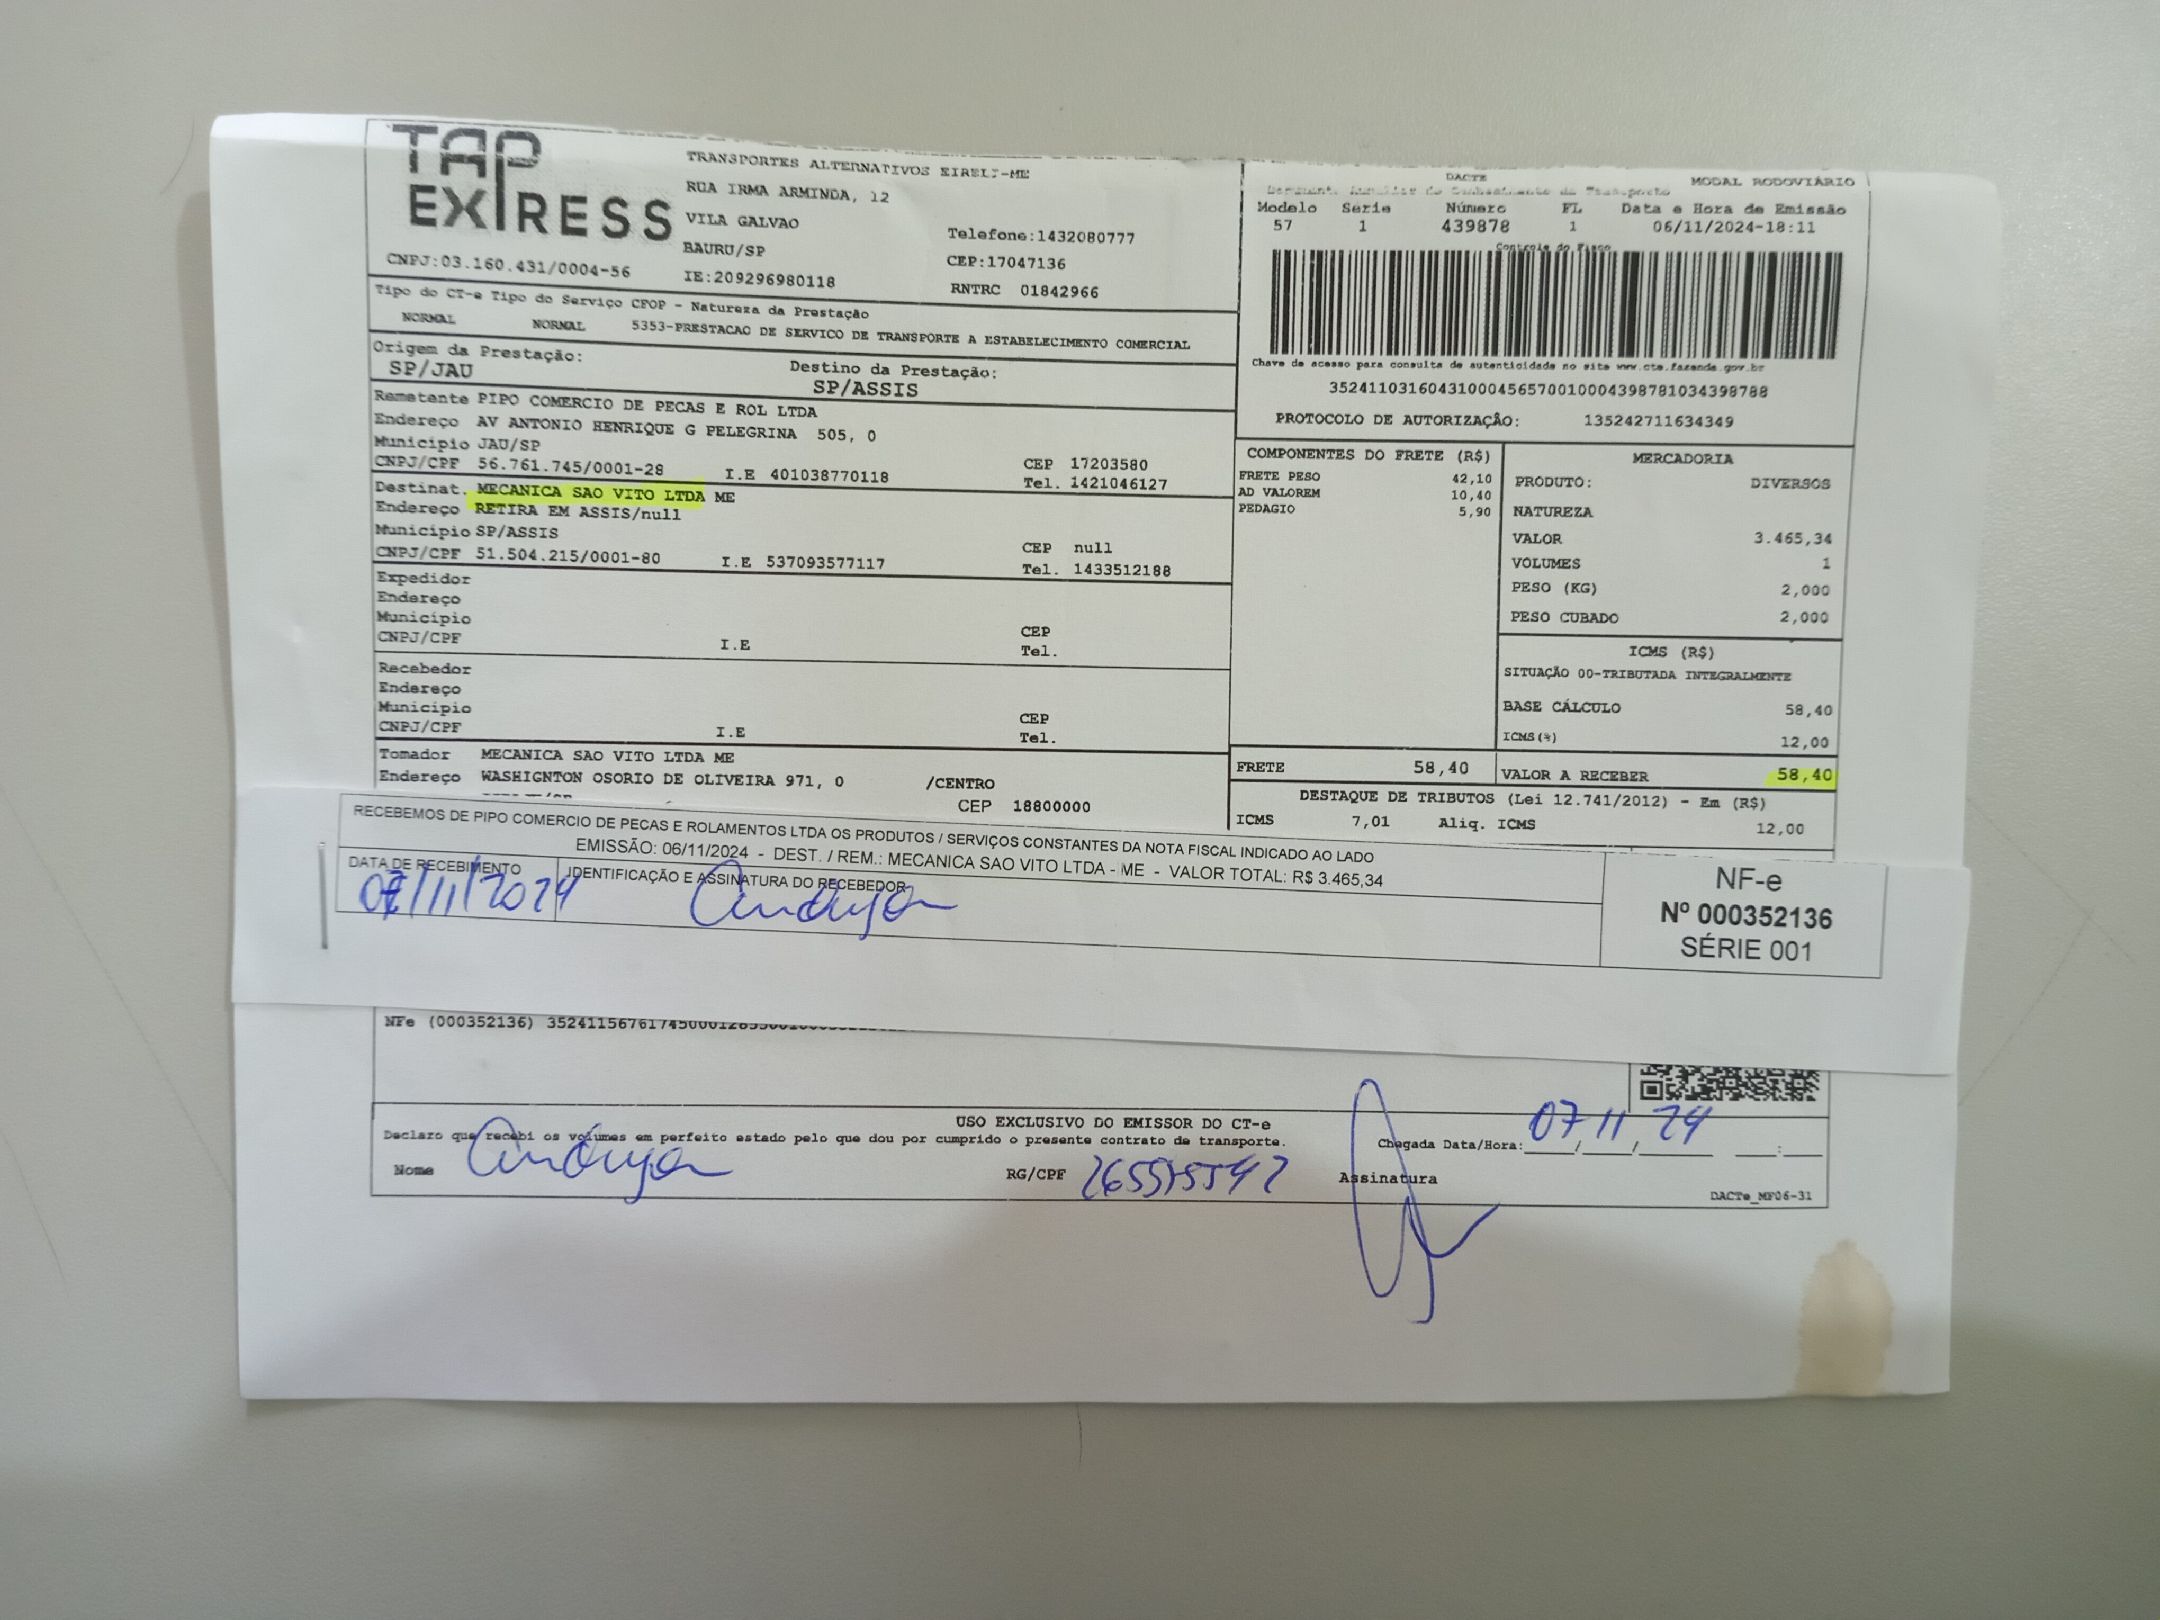 TAP
EXPRESS
CNPJ:03.160.431/0004-56
TRANSPORTES ALTERNATIVOS EIRELI-ME
RUA IRMA ARMINDA, 12
VILA GALVAO
BAURU/SP
IE:209296980118
Telefone:1432080777
CEP:17047136
RNTRC 01842966
DACTE MODAL RODOVIÁRIO
Document. Auxiliar do Conhecimento de Transporte
Modelo Serie Número FL Data e Hora de Emissão
57 1 439878 1 06/11/2024-18:11
Controle do Fisco
Chave de acesso para consulta de autenticidade no site www.cte.fazenda.gov.br
35241103160431000456570010004398781034398788
PROTOCOLO DE AUTORIZAÇÂO: 135242711634349
Tipo do CT-e Tipo do Serviço CFOP - Natureza da Prestação
NORMAL NORMAL 5353-PRESTACAO DE SERVICO DE TRANSPORTE A ESTABELECIMENTO COMERCIAL
Origem da Prestação: Destino da Prestação:
SP/JAU SP/ASSIS
Remetente PIPO COMERCIO DE PECAS E ROL LTDA
Endereço AV ANTONIO HENRIQUE G PELEGRINA 505, 0
Município JAU/SP CEP 17203580
CNPJ/CPF 56.761.745/0001-28 I.E 401038770118 Tel. 1421046127
Destinat. MECANICA SAO VITO LTDA ME
Endereço RETIRA EM ASSIS/null
Município SP/ASSIS CEP null
CNPJ/CPF 51.504.215/0001-80 I.E 537093577117 Tel. 1433512188
Expedidor
Endereço
Município CEP
CNPJ/CPF I.E Tel.
Recebedor
Endereço
Município CEP
CNPJ/CPF I.E Tel.
Tomador MECANICA SAO VITO LTDA ME
Endereço WASHIGNTON OSORIO DE OLIVEIRA 971, 0 /CENTRO
CEP 18800000
COMPONENTES DO FRETE (R$)
FRETE PESO 42,10
AD VALOREM 10,40
PEDAGIO 5,90
MERCADORIA
PRODUTO: DIVERSOS
NATUREZA
VALOR 3.465,34
VOLUMES 1
PESO (KG) 2,000
PESO CUBADO 2,000
ICMS (R$)
SITUAÇÃO 00-TRIBUTADA INTEGRALMENTE
BASE CÁLCULO 58,40
ICMS(%) 12,00
FRETE 58,40 VALOR A RECEBER 58,40
DESTAQUE DE TRIBUTOS (Lei 12.741/2012) - Em (R$)
ICMS 7,01 Aliq. ICMS 12,00
RECEBEMOS DE PIPO COMERCIO DE PECAS E ROLAMENTOS LTDA OS PRODUTOS / SERVIÇOS CONSTANTES DA NOTA FISCAL INDICADO AO LADO
EMISSÃO: 06/11/2024 - DEST. / REM.: MECANICA SAO VITO LTDA - ME - VALOR TOTAL: R$ 3.465,34
DATA DE RECEBIMENTO IDENTIFICAÇÃO E ASSINATURA DO RECEBEDOR
07/11/2024
NF-e
Nº 000352136
SÉRIE 001
NFe (000352136)
USO EXCLUSIVO DO EMISSOR DO CT-e
Declaro que recebi os volumes em perfeito estado pelo que dou por cumprido o presente contrato de transporte.
Chegada Data/Hora: 07/11/24 :
Nome RG/CPF Assinatura
DACTe_MF06-31